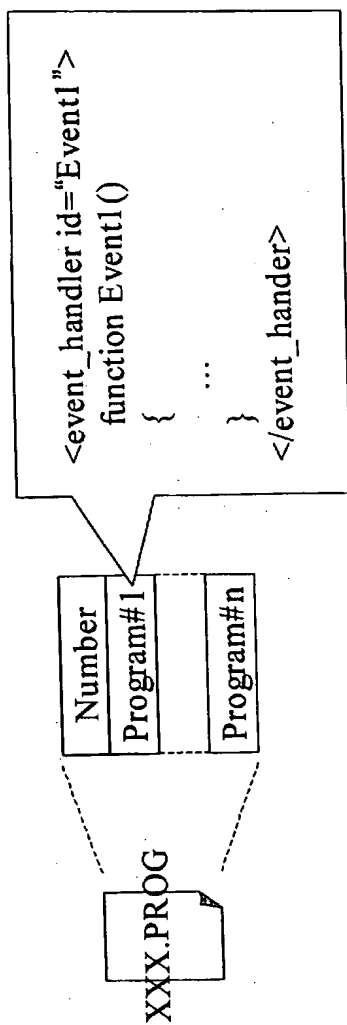 XXX.PROG
Number
Program#1
Program#n
<event_handler id=“Event1”>
function Event1()
{
...
}
</event_hander>